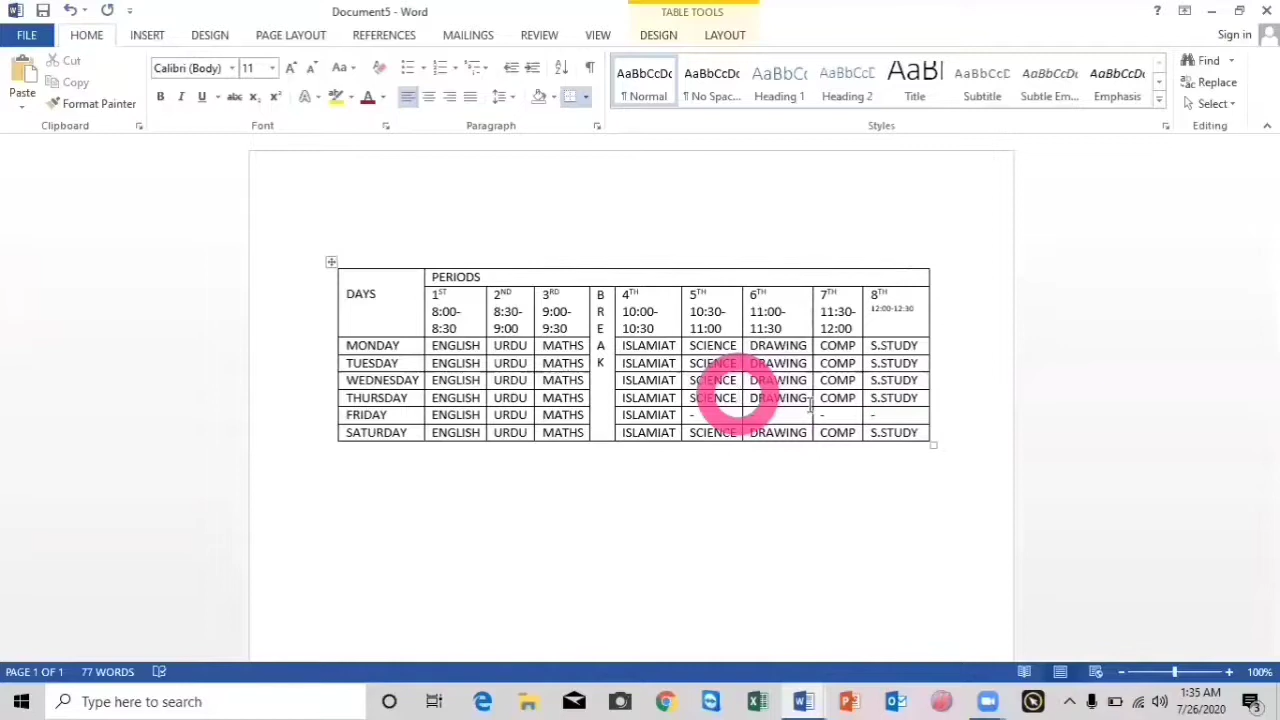 Document5 - Word
TABLE TOOLS
?
FILE HOME INSERT DESIGN PAGE LAYOUT REFERENCES MAILINGS REVIEW VIEW DESIGN LAYOUT Sign in
Cut
Copy
Format Painter
Paste
Clipboard
Calibri (Body) 11
Font
Paragraph
AaBbCcDc AaBbCcDc AaBbCc AaBbCcC AaBl AaBbCcC AaBbCcDc AaBbCcDc
¶ Normal ¶ No Spac... Heading 1 Heading 2 Title Subtitle Subtle Em... Emphasis
Styles
Find
Replace
Select
Editing
DAYS
PERIODS
1ST 8:00-8:30
2ND 8:30-9:00
3RD 9:00-9:30
BREAK
4TH 10:00-10:30
5TH 10:30-11:00
6TH 11:00-11:30
7TH 11:30-12:00
8TH 12:00-12:30
MONDAY ENGLISH URDU MATHS ISLAMIAT SCIENCE DRAWING COMP S.STUDY
TUESDAY ENGLISH URDU MATHS ISLAMIAT SCIENCE DRAWING COMP S.STUDY
WEDNESDAY ENGLISH URDU MATHS ISLAMIAT SCIENCE DRAWING COMP S.STUDY
THURSDAY ENGLISH URDU MATHS ISLAMIAT SCIENCE DRAWING COMP S.STUDY
FRIDAY ENGLISH URDU MATHS ISLAMIAT - - -
SATURDAY ENGLISH URDU MATHS ISLAMIAT SCIENCE DRAWING COMP S.STUDY
PAGE 1 OF 1 77 WORDS 100%
Type here to search
1:35 AM
7/26/2020
3